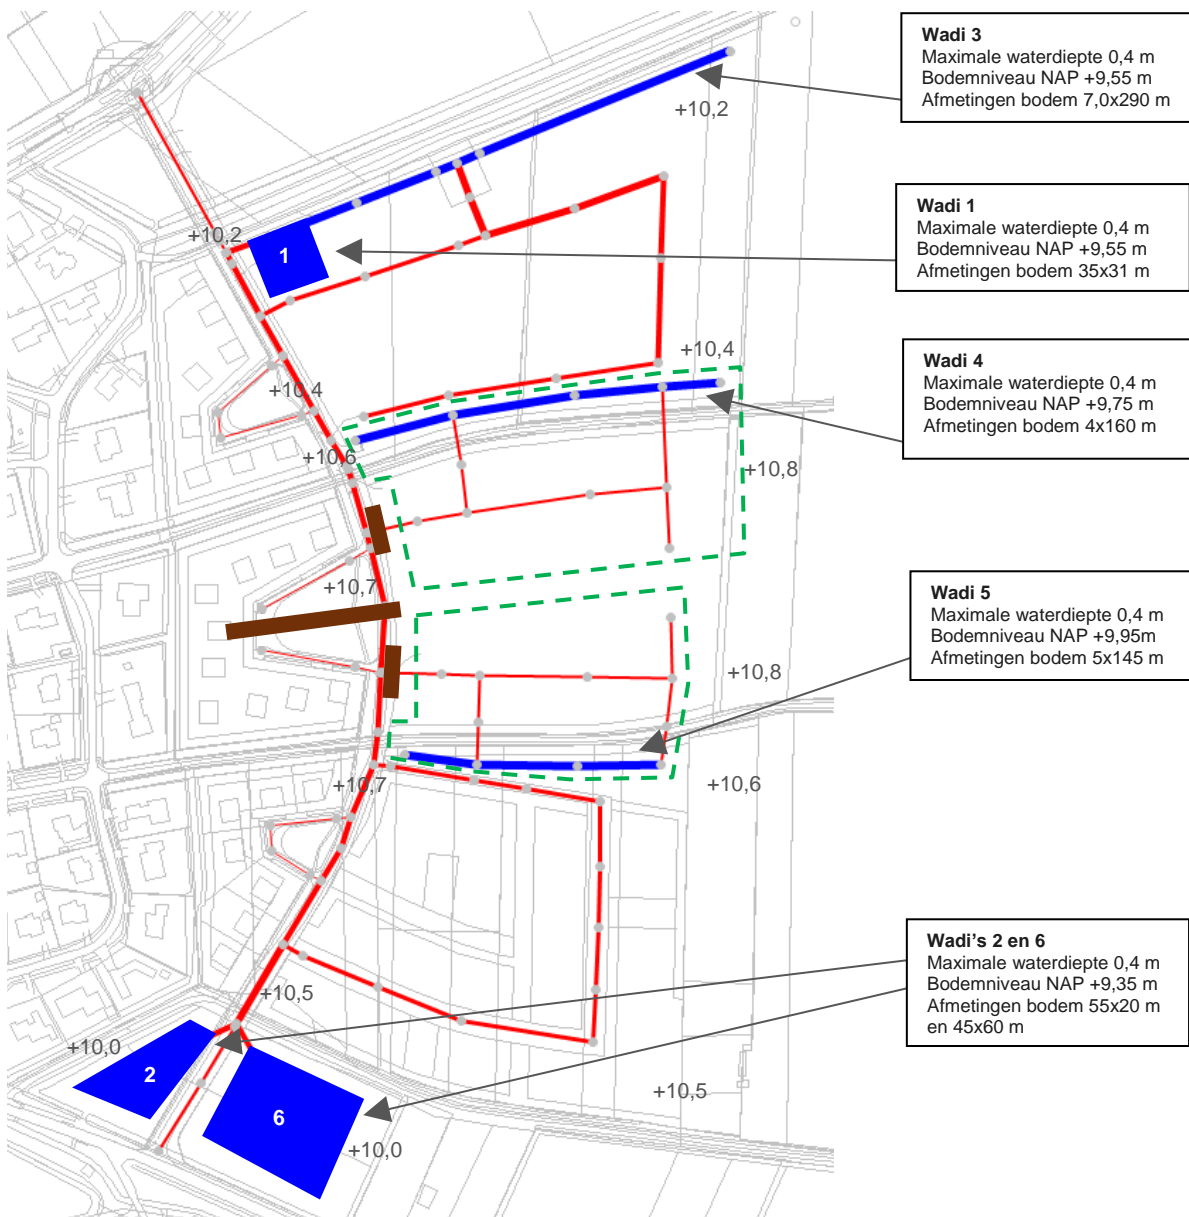 Wadi 3
Maximale waterdiepte 0,4 m
Bodemniveau NAP +9,55 m
Afmetingen bodem 7,0x290 m
+10,2
Wadi 1
Maximale waterdiepte 0,4 m
Bodemniveau NAP +9,55 m
Afmetingen bodem 35x31 m
+10,2
1
Wadi 4
Maximale waterdiepte 0,4 m
Bodemniveau NAP +9,75 m
Afmetingen bodem 4x160 m
+10,4
+10,4
+10,6
+10,8
+10,7
Wadi 5
Maximale waterdiepte 0,4 m
Bodemniveau NAP +9,95m
Afmetingen bodem 5x145 m
+10,8
+10,7
+10,6
Wadi's 2 en 6
Maximale waterdiepte 0,4 m
Bodemniveau NAP +9,35 m
Afmetingen bodem 55x20 m
en 45x60 m
+10,5
+10,0
2
+10,5
6
+10,0